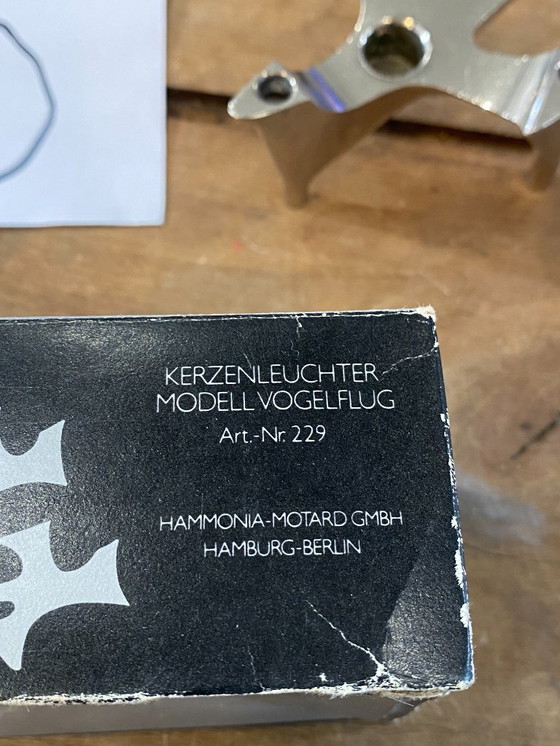 KERZENLEUCHTER-
MODELL VOGELFLUG
Art.-Nr. 229
HAMMONIA-MOTARD GMBH
HAMBURG-BERLIN